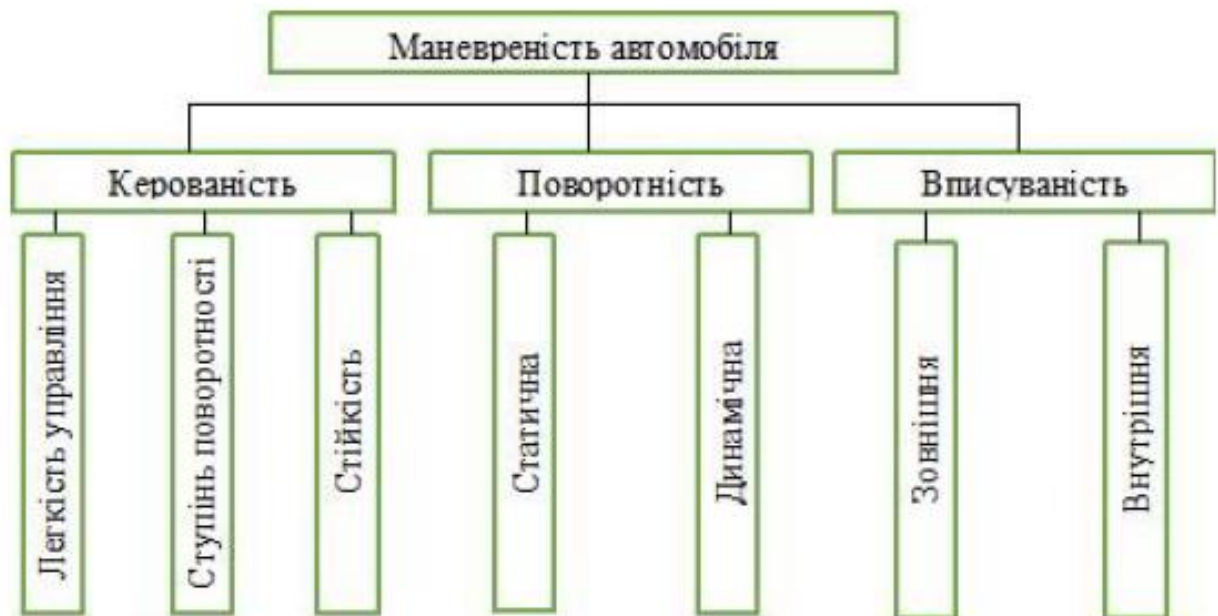 Маневреність автомобіля
Керованість
Поворотність
Вписуваність
Легкість управління
Ступінь поворотності
Стійкість
Статична
Динамічна
Зовнішня
Внутрішня